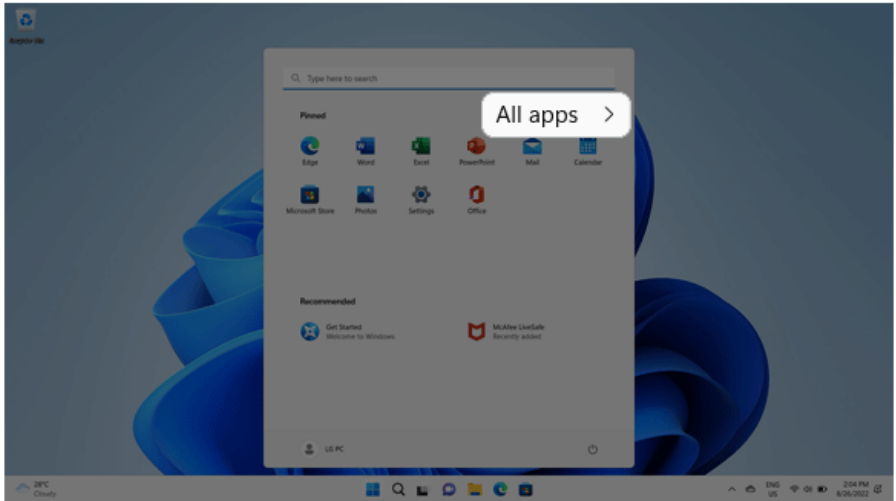 Recycle Bin
Type here to search
Pinned
All apps
Edge Word Excel PowerPoint Mail Calendar
Microsoft Store Photos Settings Office
Recommended
Get Started McAfee LiveSafe
Welcome to Windows Recently added
LG PC
28°C ENG 2:04 PM
Cloudy US 8/26/2022